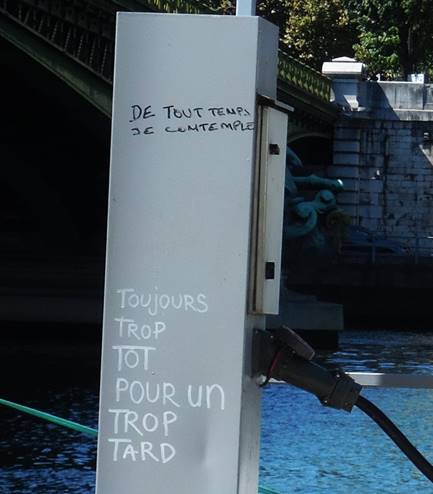 DE TOUT TEMPS
JE CONTEMPLE
TOUJOURS
TROP
TOT
POUR UN
TROP
TARD